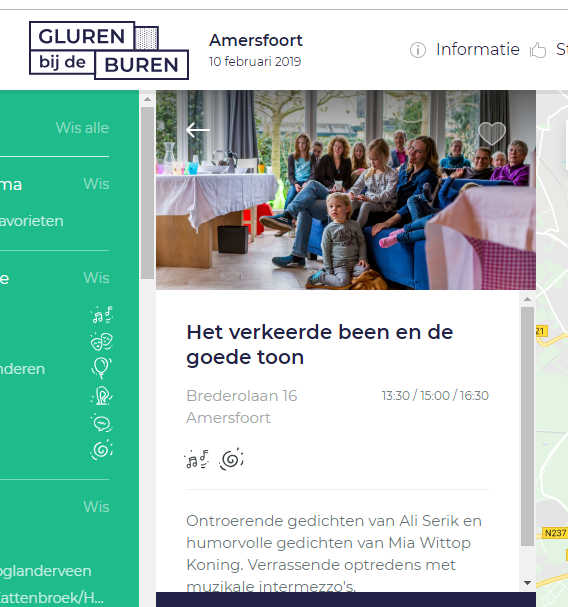 GLUREN
bij de BUREN
Amersfoort
10 februari 2019
Informatie
St
Wis alle
ma
Wis
avorieten
e
Wis
nderen
Wis
oglanderveen
Kattenbroek/H...
Het verkeerde been en de
goede toon
Brederolaan 16
13:30 / 15:00 / 16:30
Amersfoort
Ontroerende gedichten van Ali Serik en
humorvolle gedichten van Mia Wittop
Koning. Verrassende optredens met
muzikale intermezzo's.
21
N237